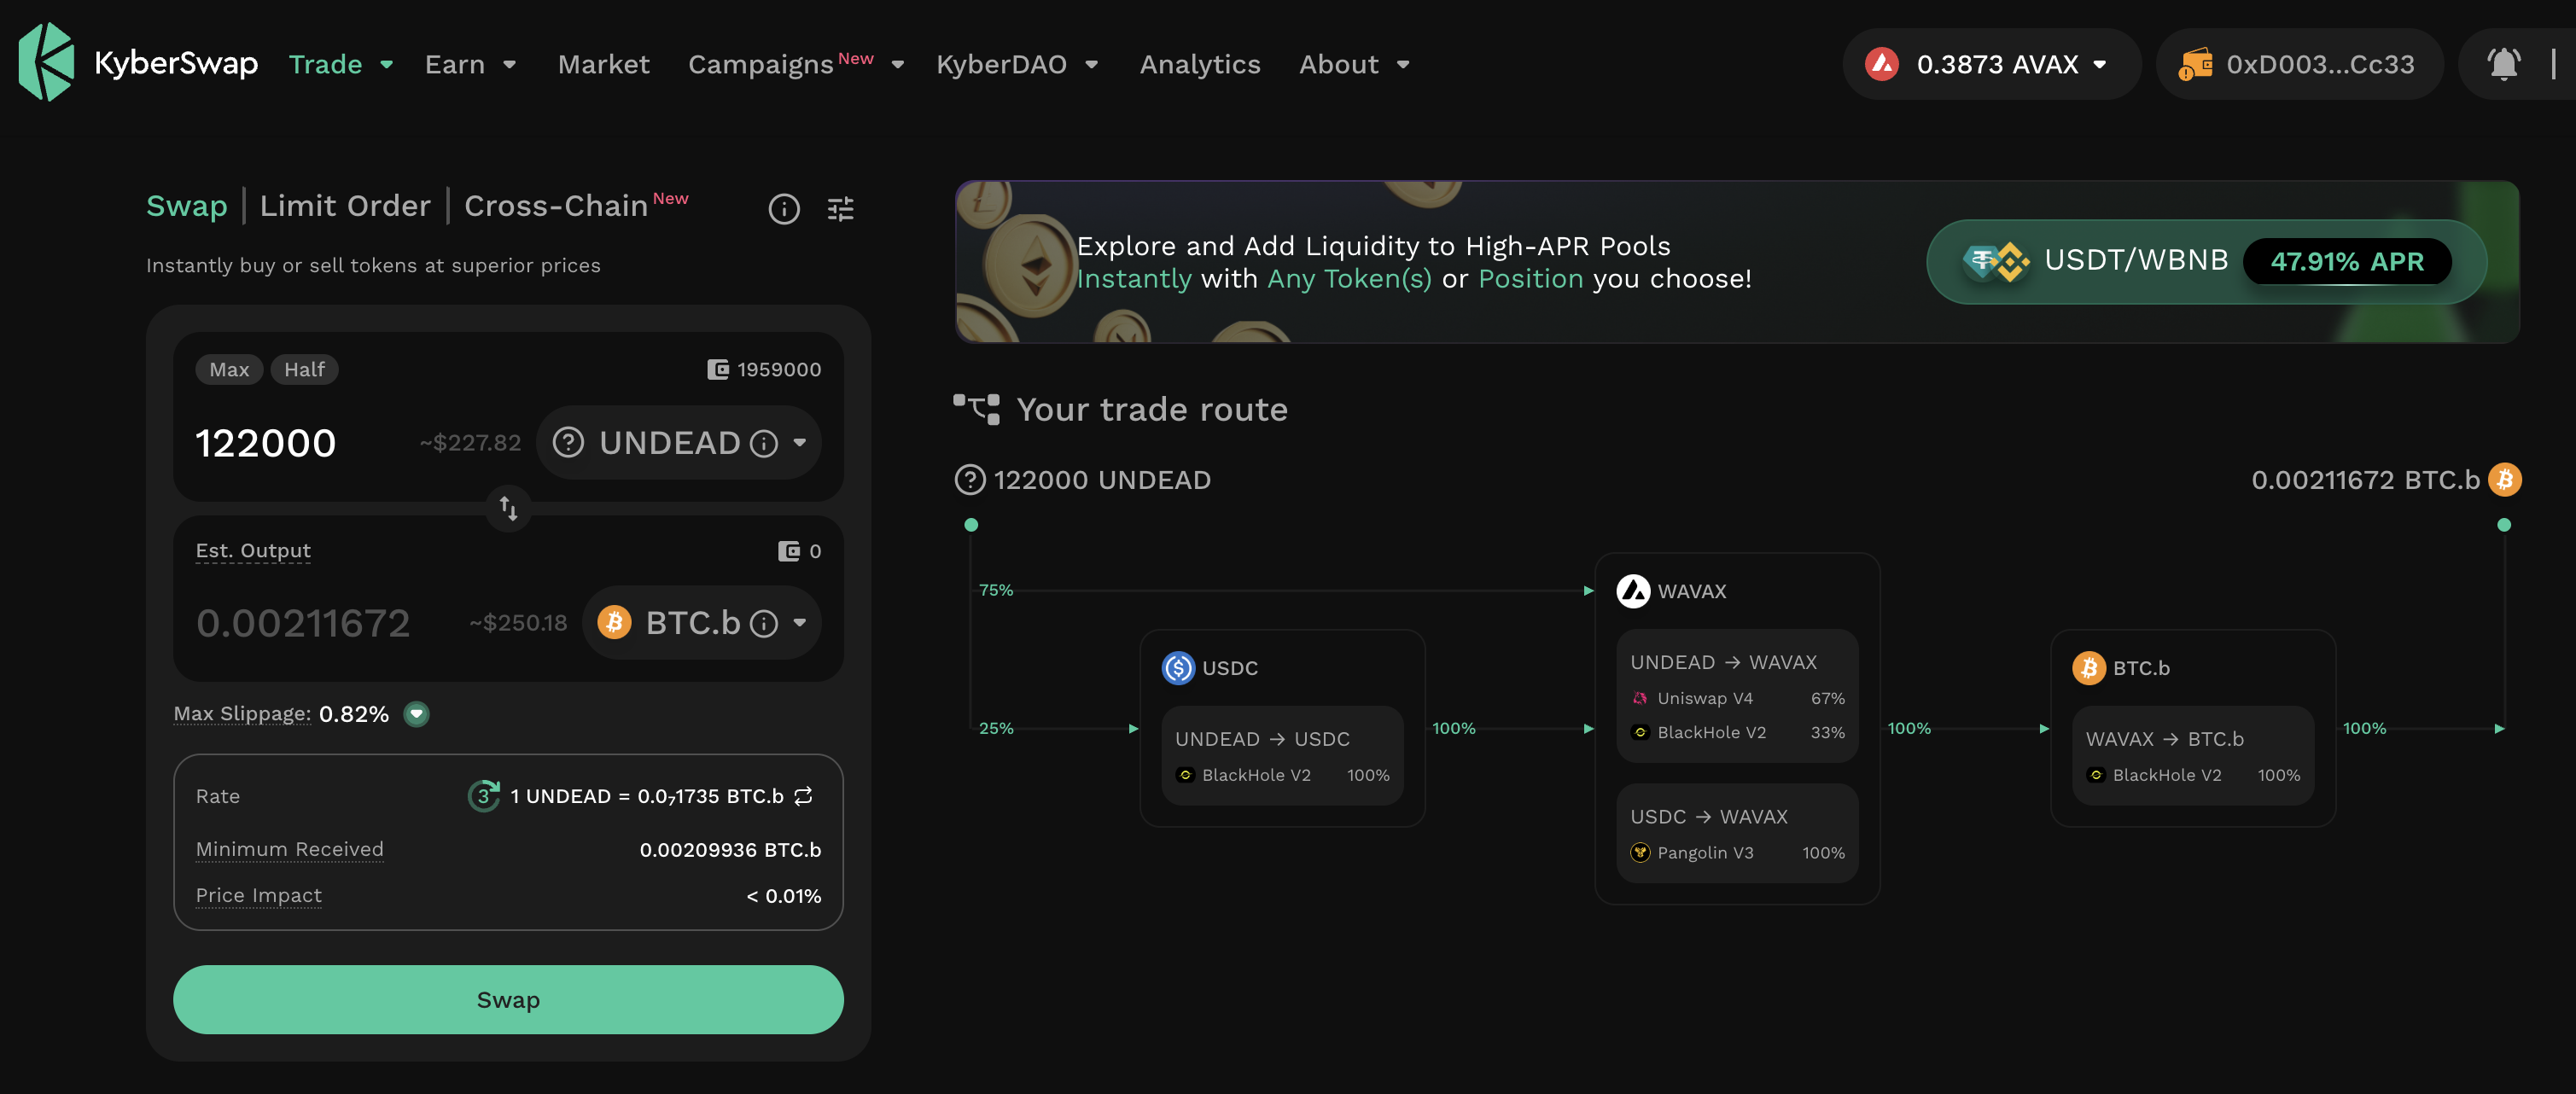 KyberSwap Trade Earn Market Campaigns New KyberDAO Analytics About 0.3873 AVAX 0xD003...Cc33
Swap | Limit Order | Cross-Chain New
Instantly buy or sell tokens at superior prices
Max Half 1959000
122000 ~$227.82 UNDEAD
Est. Output 0
0.00211672 ~$250.18 BTC.b
Max Slippage: 0.82%
Rate 3 1 UNDEAD = 0.0₇1735 BTC.b
Minimum Received 0.00209936 BTC.b
Price Impact < 0.01%
Swap
Explore and Add Liquidity to High-APR Pools
Instantly with Any Token(s) or Position you choose!
USDT/WBNB 47.91% APR
Your trade route
122000 UNDEAD 0.00211672 BTC.b
75%
25%
USDC
UNDEAD → USDC
BlackHole V2 100%
100%
WAVAX
UNDEAD → WAVAX
Uniswap V4 67%
BlackHole V2 33%
USDC → WAVAX
Pangolin V3 100%
100%
BTC.b
WAVAX → BTC.b
BlackHole V2 100%
100%